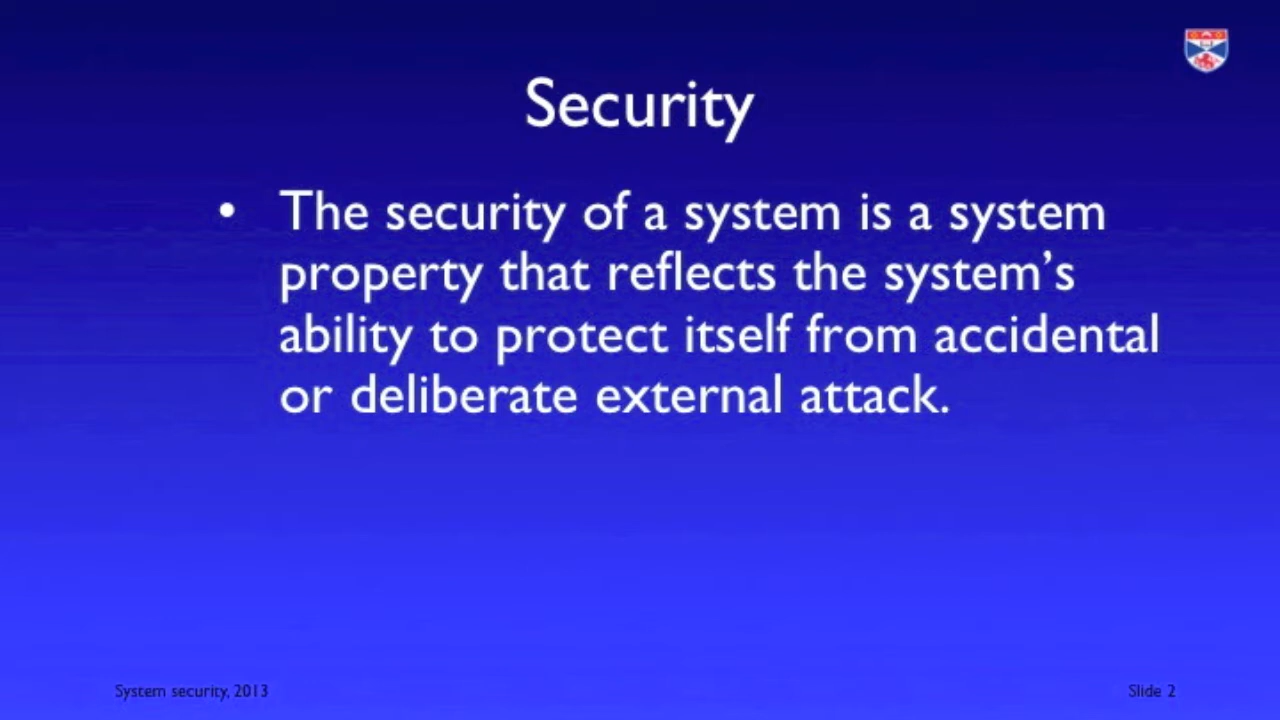 Security
• The security of a system is a system
property that reflects the system’s
ability to protect itself from accidental
or deliberate external attack.
System security, 2013
Slide 2